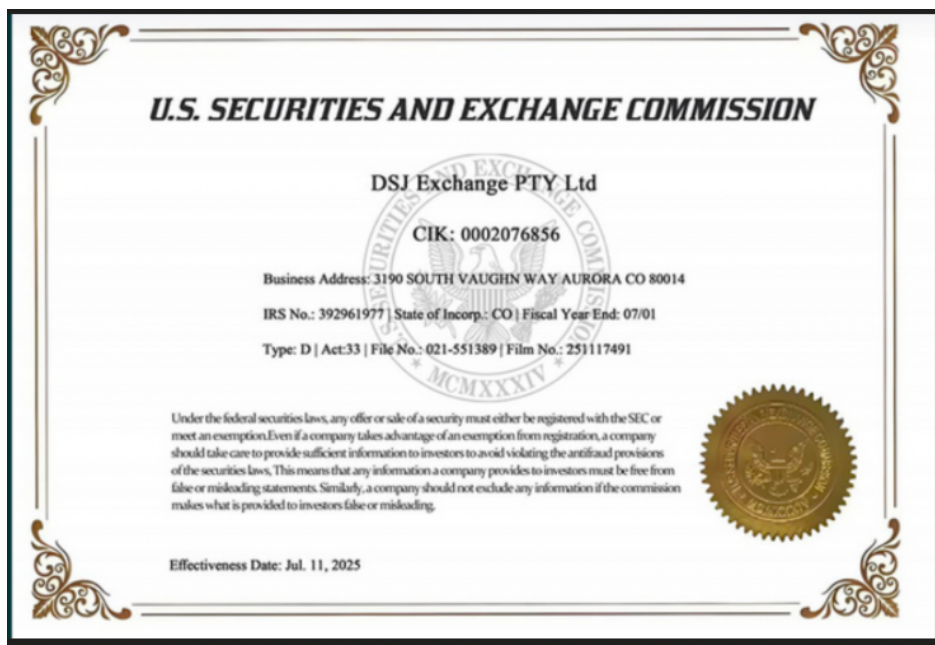 U.S. SECURITIES AND EXCHANGE COMMISSION
DSJ Exchange PTY Ltd
CIK: 0002076856
Business Address: 3190 SOUTH VAUGHN WAY AURORA CO 80014
IRS No.: 392961977 | State of Incorp.: CO | Fiscal Year End: 07/01
Type: D | Act:33 | File No.: 021-551389 | Film No.: 251117491
MCMXXXIV
Under the federal securities laws, any offer or sale of a security must either be registered with the SEC or
meet an exemption.Even if a company takes advantage of an exemption from registration, a company
should take care to provide sufficient information to investors to avoid violating the antifraud provisions
of the securities laws, This means that any information a company provides to investors must be free from
false or misleading statements. Similarly, a company should not exclude any information if the commission
makes what is provided to investors false or misleading.
Effectiveness Date: Jul. 11, 2025